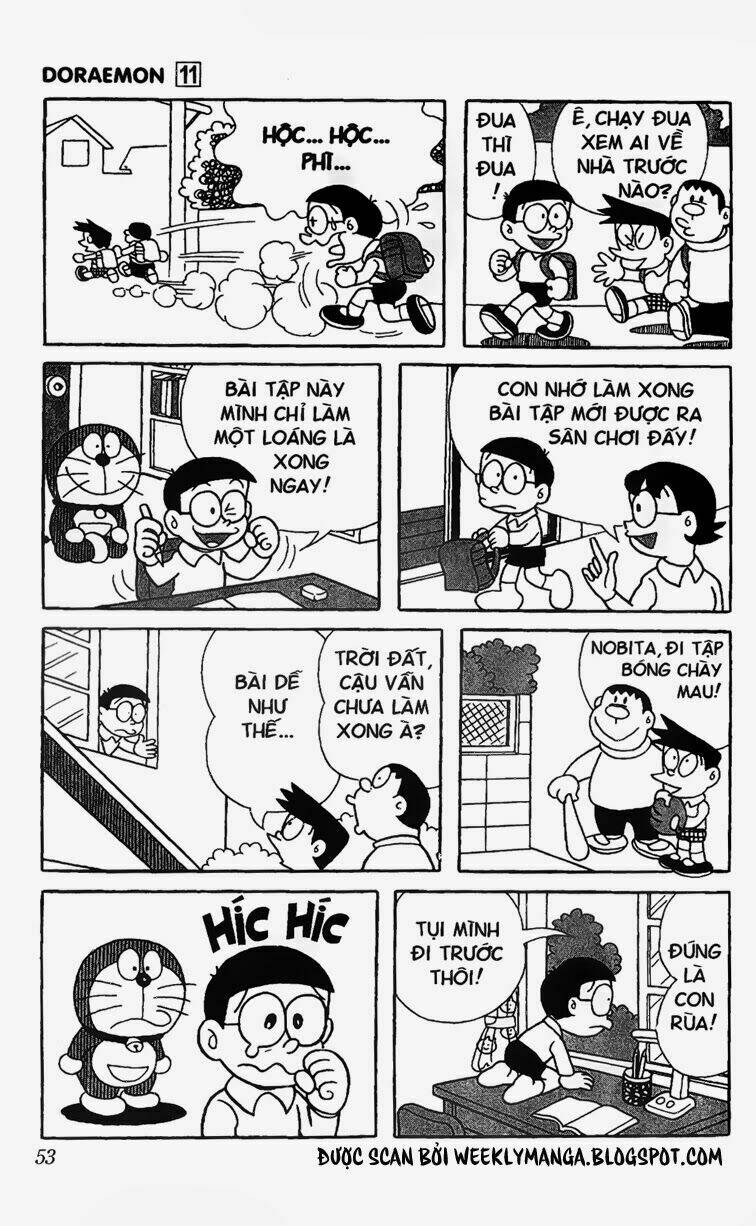 DORAEMON 11
Ê, CHẠY ĐUA
XEM AI VỀ
NHÀ TRƯỚC
NÀO?
ĐUA
THÌ
ĐUA
!
HỘC... HỘC...
PHÌ...
CON NHỚ LÀM XONG
BÀI TẬP MỚI ĐƯỢC RA
SÂN CHƠI ĐẤY!
BÀI TẬP NÀY
MÌNH CHỈ LÀM
MỘT LOÁNG LÀ
XONG
NGAY!
NOBITA, ĐI TẬP
BÓNG CHÀY
MAU!
TRỜI ĐẤT,
CẬU VẪN
CHƯA LÀM
XONG À?
BÀI DỄ
NHƯ
THẾ...
ĐÚNG
LÀ
CON
RÙA!
TỤI MÌNH
ĐI TRƯỚC
THÔI!
HÍC HÍC
53
ĐƯỢC SCAN BỞI WEEKLYMANGA.BLOGSPOT.COM